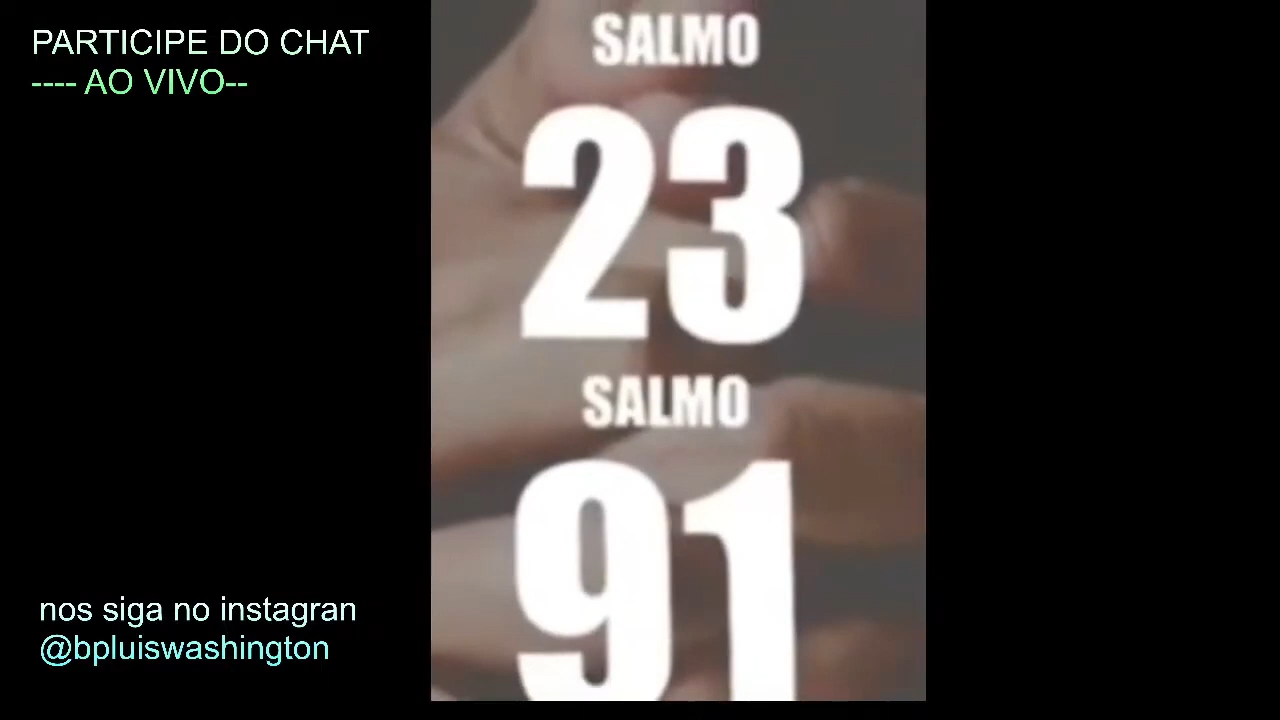 PARTICIPE DO CHAT
---- AO VIVO--
SALMO
23
SALMO
91
nos siga no instagran
@bpluiswashington